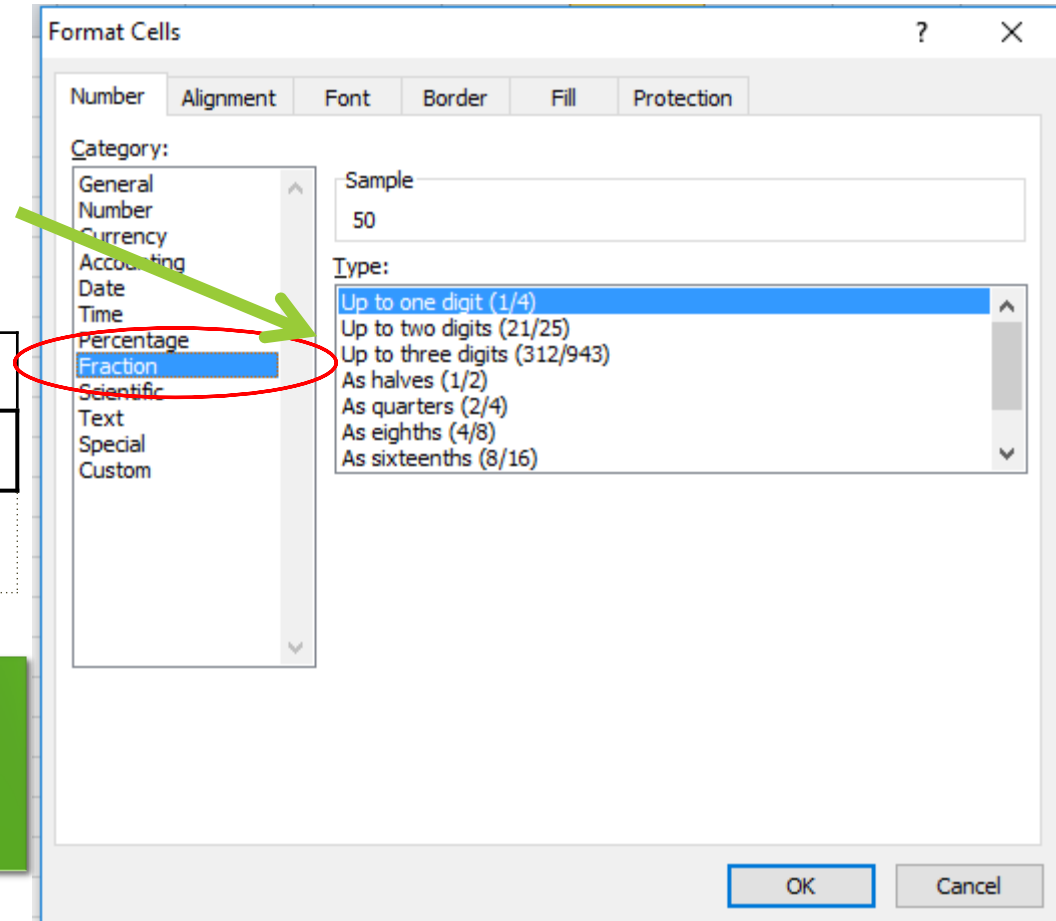 Format Cells
?
Number Alignment Font Border Fill Protection
Category:
General
Number
Currency
Accounting
Date
Time
Percentage
Fraction
Scientific
Text
Special
Custom
Sample
50
Type:
Up to one digit (1/4)
Up to two digits (21/25)
Up to three digits (312/943)
As halves (1/2)
As quarters (2/4)
As eighths (4/8)
As sixteenths (8/16)
OK Cancel